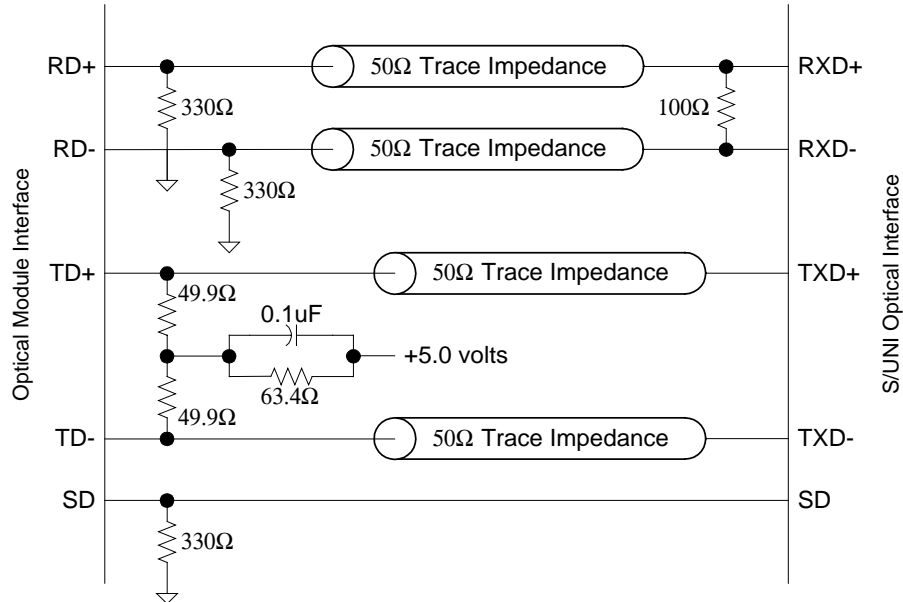 RD+ 50Ω Trace Impedance RXD+
330Ω 100Ω
RD- 50Ω Trace Impedance RXD-
330Ω
Optical Module Interface
S/UNI Optical Interface
TD+ 50Ω Trace Impedance TXD+
49.9Ω
0.1uF
+5.0 volts
63.4Ω
49.9Ω
TD- 50Ω Trace Impedance TXD-
SD SD
330Ω